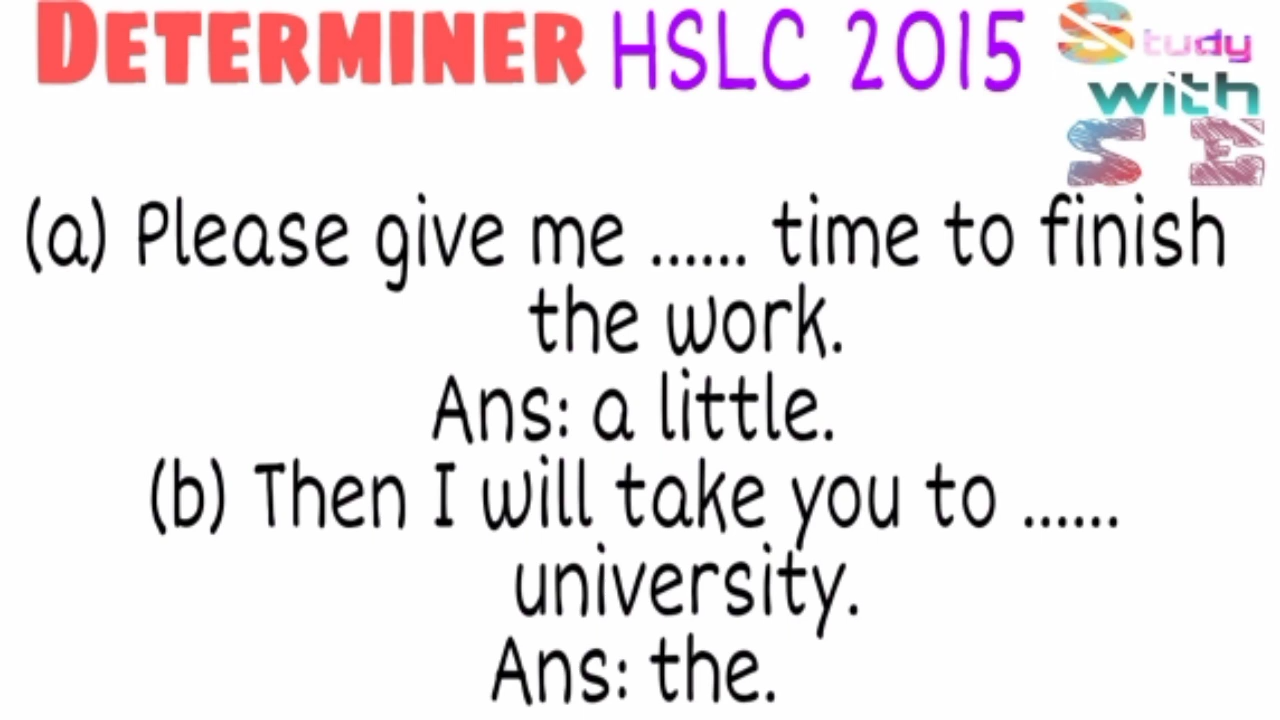 DETERMINER HSLC 2015
Study
with
S E
(a) Please give me ...... time to finish
the work.
Ans: a little.
(b) Then I will take you to ......
university.
Ans: the.